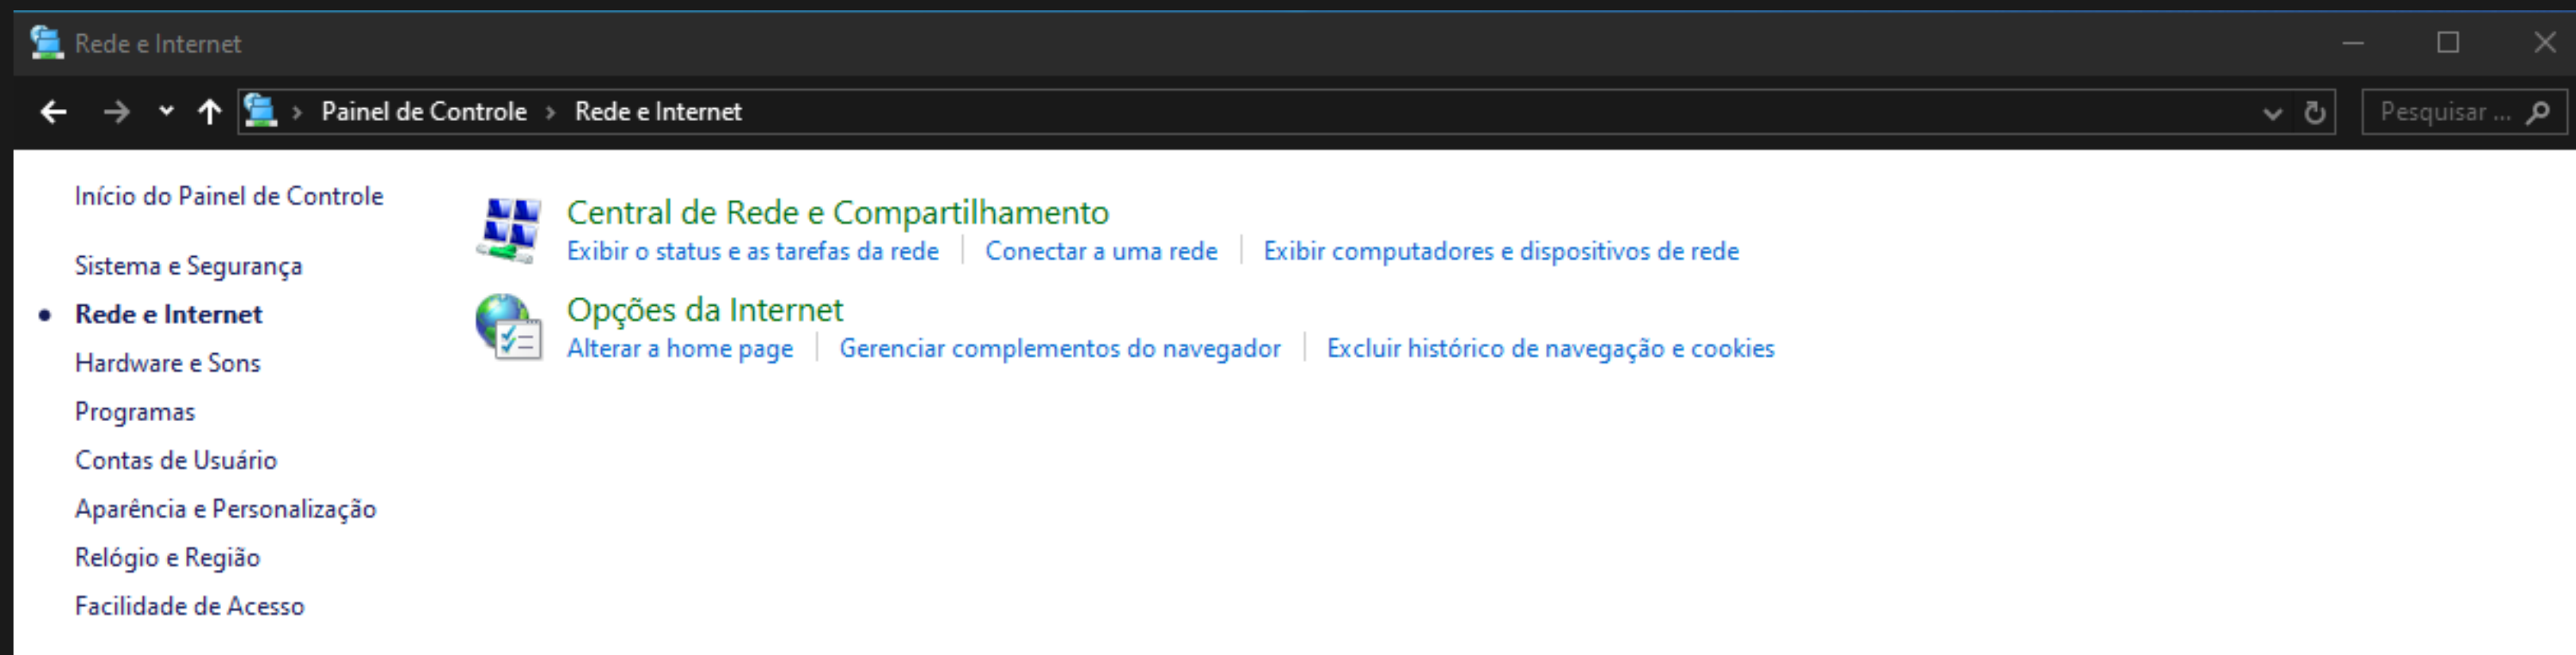 Rede e Internet
Painel de Controle > Rede e Internet
Pesquisar ...
Início do Painel de Controle
Sistema e Segurança
Rede e Internet
Hardware e Sons
Programas
Contas de Usuário
Aparência e Personalização
Relógio e Região
Facilidade de Acesso
Central de Rede e Compartilhamento
Exibir o status e as tarefas da rede | Conectar a uma rede | Exibir computadores e dispositivos de rede
Opções da Internet
Alterar a home page | Gerenciar complementos do navegador | Excluir histórico de navegação e cookies